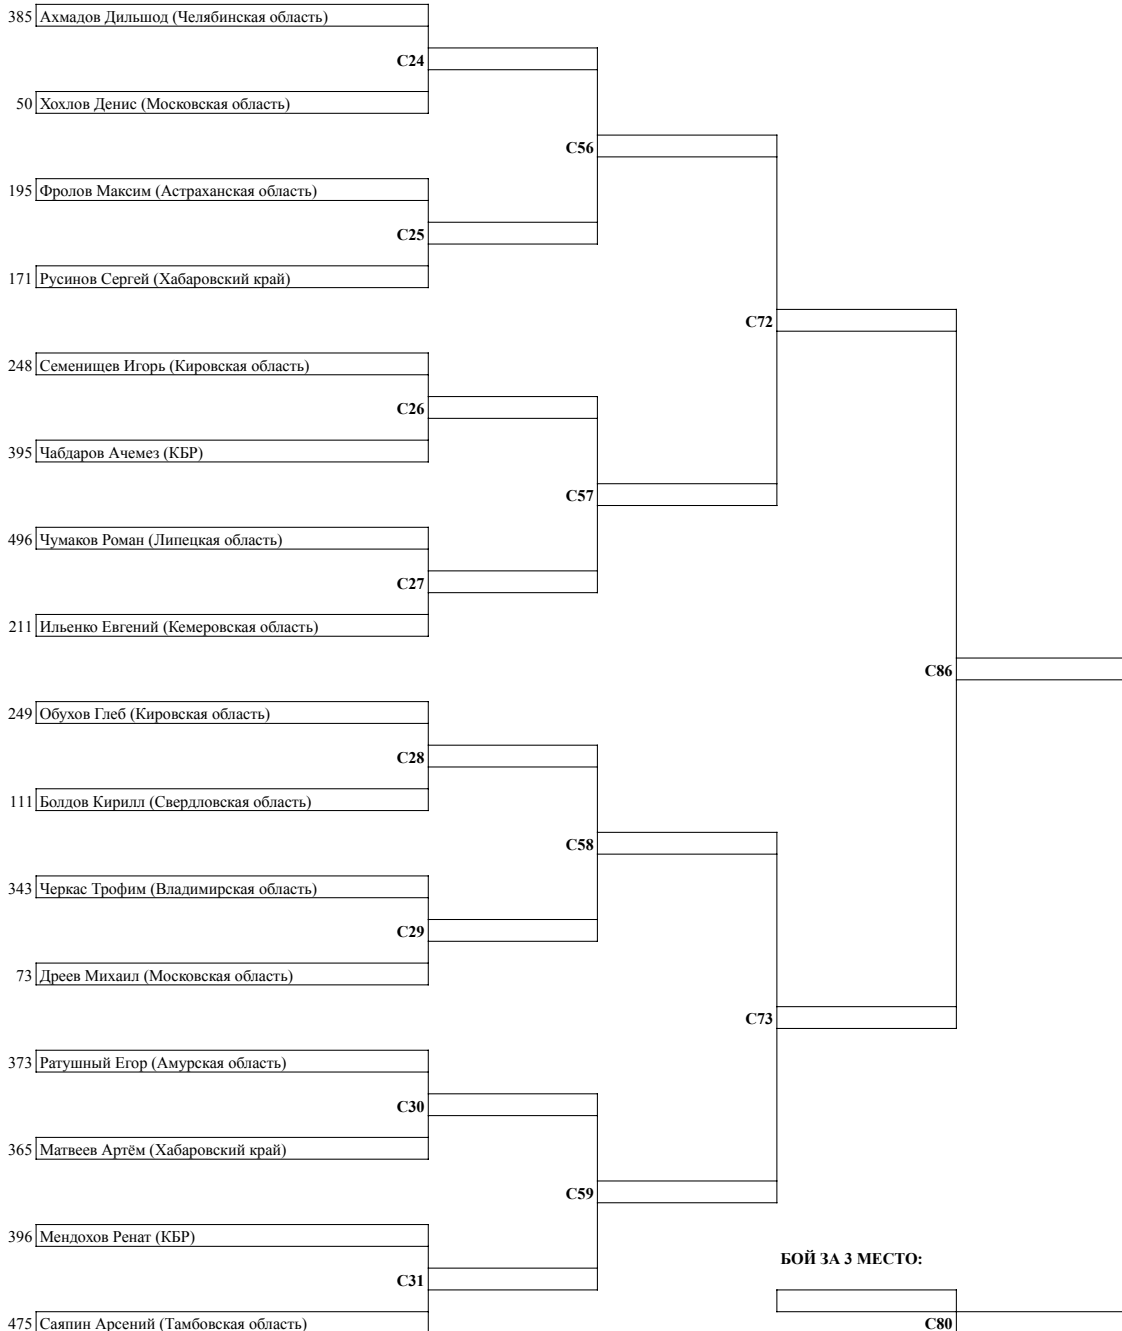 385 Ахмадов Дильшод (Челябинская область)
C24
50 Хохлов Денис (Московская область)
C56
195 Фролов Максим (Астраханская область)
C25
171 Русинов Сергей (Хабаровский край)
C72
248 Семенищев Игорь (Кировская область)
C26
395 Чабдаров Ачемез (КБР)
C57
496 Чумаков Роман (Липецкая область)
C27
211 Ильенко Евгений (Кемеровская область)
C86
249 Обухов Глеб (Кировская область)
C28
111 Болдов Кирилл (Свердловская область)
C58
343 Черкас Трофим (Владимирская область)
C29
73 Дреев Михаил (Московская область)
C73
373 Ратушный Егор (Амурская область)
C30
365 Матвеев Артём (Хабаровский край)
C59
396 Мендохов Ренат (КБР)
БОЙ ЗА 3 МЕСТО:
C31
475 Саяпин Арсений (Тамбовская область)
C80